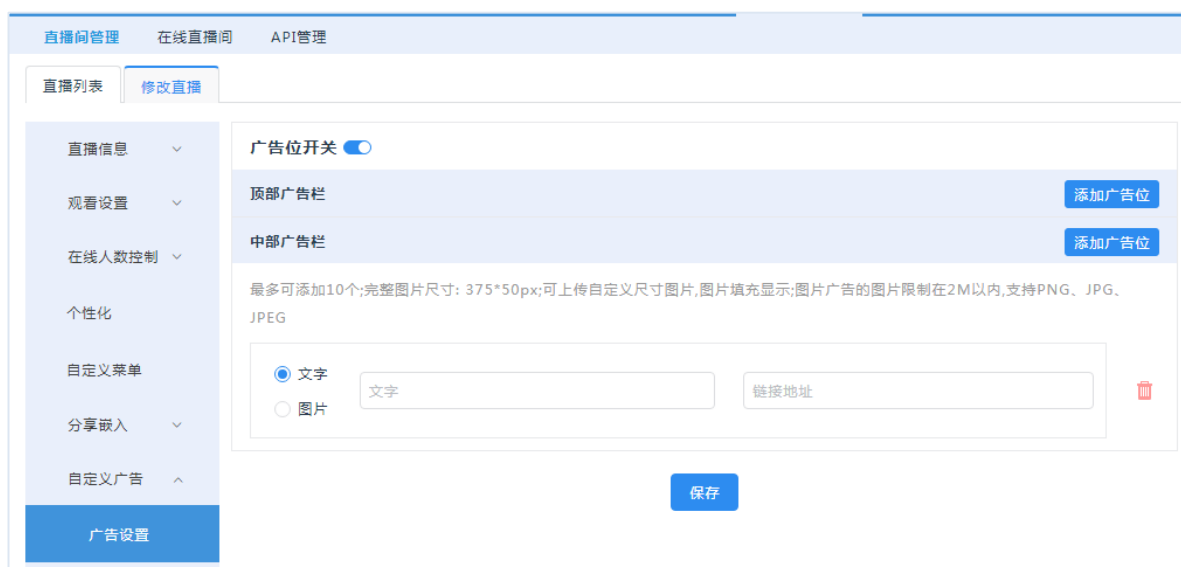 直播间管理 在线直播间 API管理
直播列表 修改直播
直播信息
观看设置
在线人数控制
个性化
自定义菜单
分享嵌入
自定义广告
广告设置
广告位开关
顶部广告栏 添加广告位
中部广告栏 添加广告位
最多可添加10个;完整图片尺寸: 375*50px;可上传自定义尺寸图片,图片填充显示;图片广告的图片限制在2M以内,支持PNG、JPG、
JPEG
文字 文字 链接地址
图片
保存